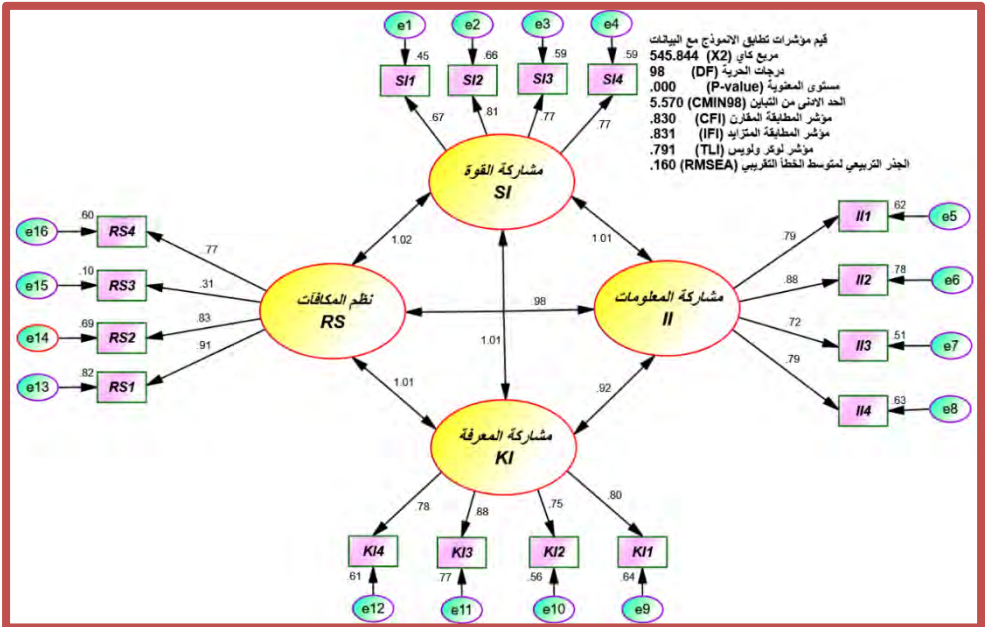 e1 e2 e3 e4
.45 .66 .59 .59
SI1 SI2 SI3 SI4
.67 .81 .77 .77
مشاركة القوة
SI
قيم مؤشرات تطابق الانموذج مع البيانات
مربع كاي (X2) 545.844
درجات الحرية (DF) 98
مستوى المعنوية (P-value) .000
الحد الادنى من التباين (CMIN98) 5.570
مؤشر المطابقة المقارن (CFI) .830
مؤشر المطابقة المتزايد (IFI) .831
مؤشر لوكر ولويس (TLI) .791
الجذر التربيعي لمتوسط الخطأ التقريبي (RMSEA) .160
e16 .60 RS4 .77
e15 .10 RS3 .31
e14 .69 RS2 .83
e13 .82 RS1 .91
نظم المكافآت
RS
1.02
1.01
.98
1.01
1.01
.92
مشاركة المعلومات
II
.79 II1 .62 e5
.88 II2 .78 e6
.72 II3 .51 e7
.79 II4 .63 e8
مشاركة المعرفة
KI
.78 .88 .75 .80
KI4 KI3 KI2 KI1
.61 .77 .56 .64
e12 e11 e10 e9